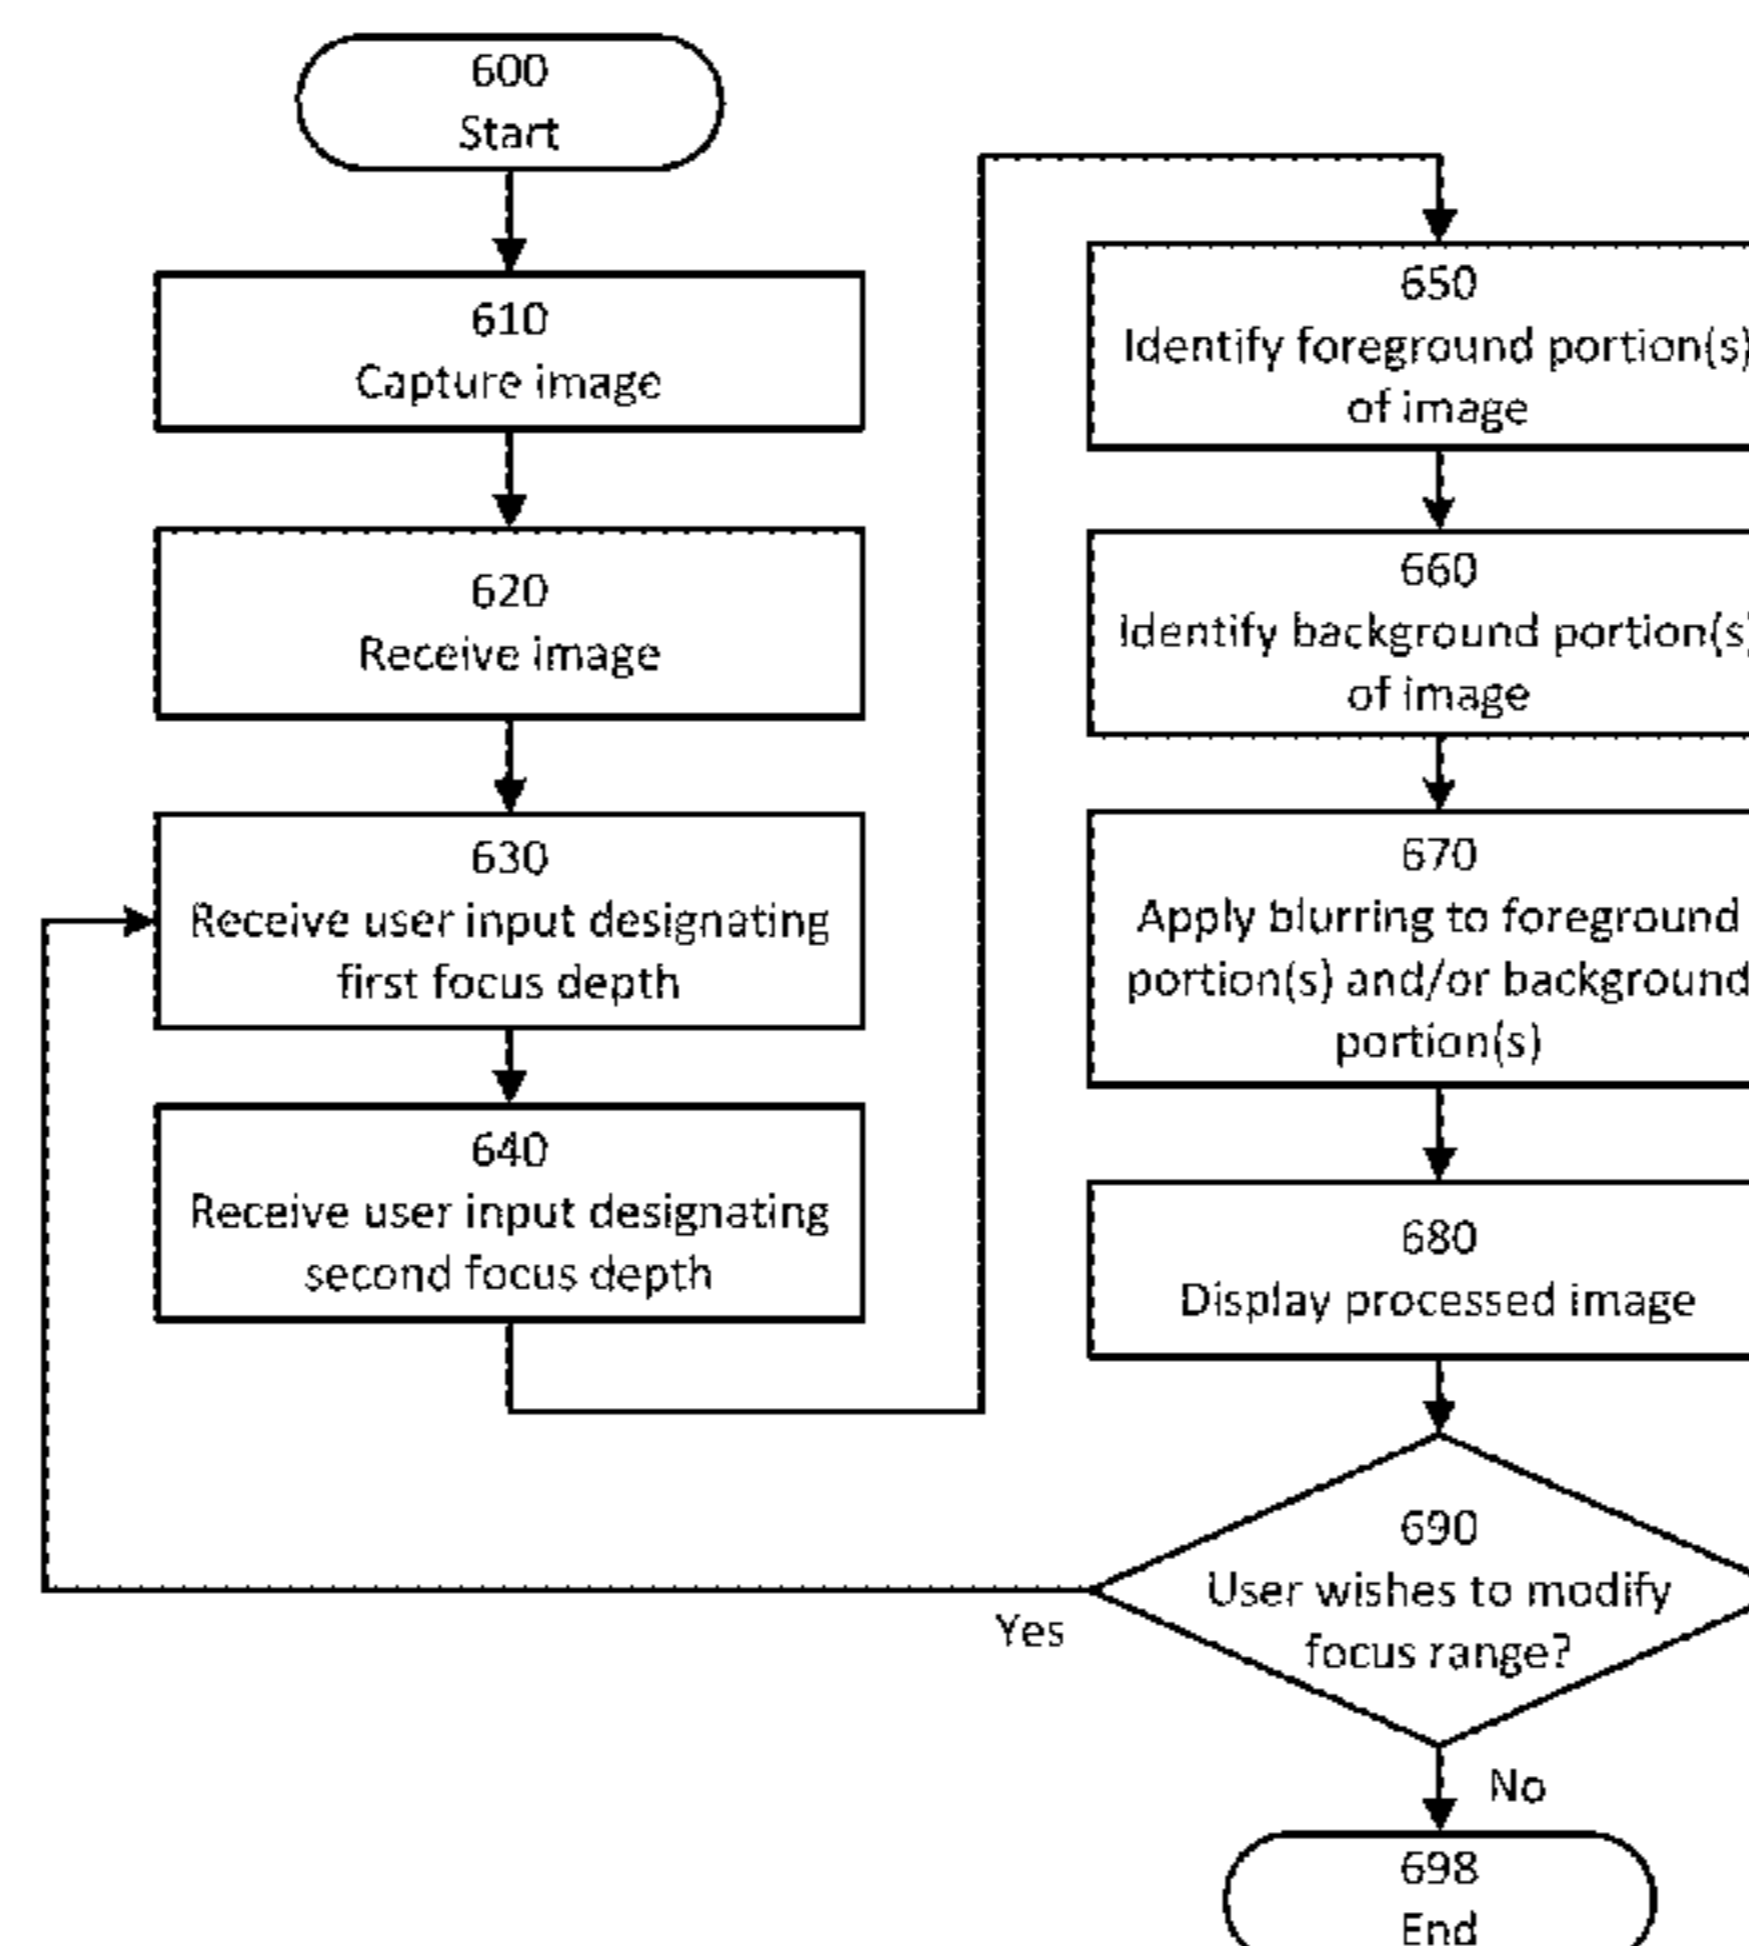 600
Start
610
Capture image
620
Receive image
630
Receive user input designating
first focus depth
640
Receive user input designating
second focus depth
650
Identify foreground portion(s)
of image
660
Identify background portion(s)
of image
670
Apply blurring to foreground
portion(s) and/or background
portion(s)
680
Display processed image
690
User wishes to modify
focus range?
Yes
No
698
End